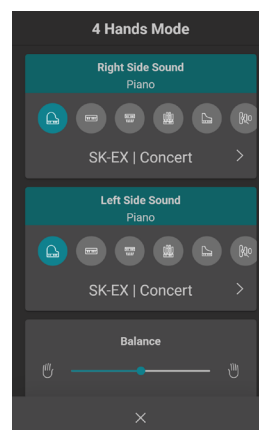 4 Hands Mode
Right Side Sound
Piano
SK-EX | Concert
Left Side Sound
Piano
SK-EX | Concert
Balance